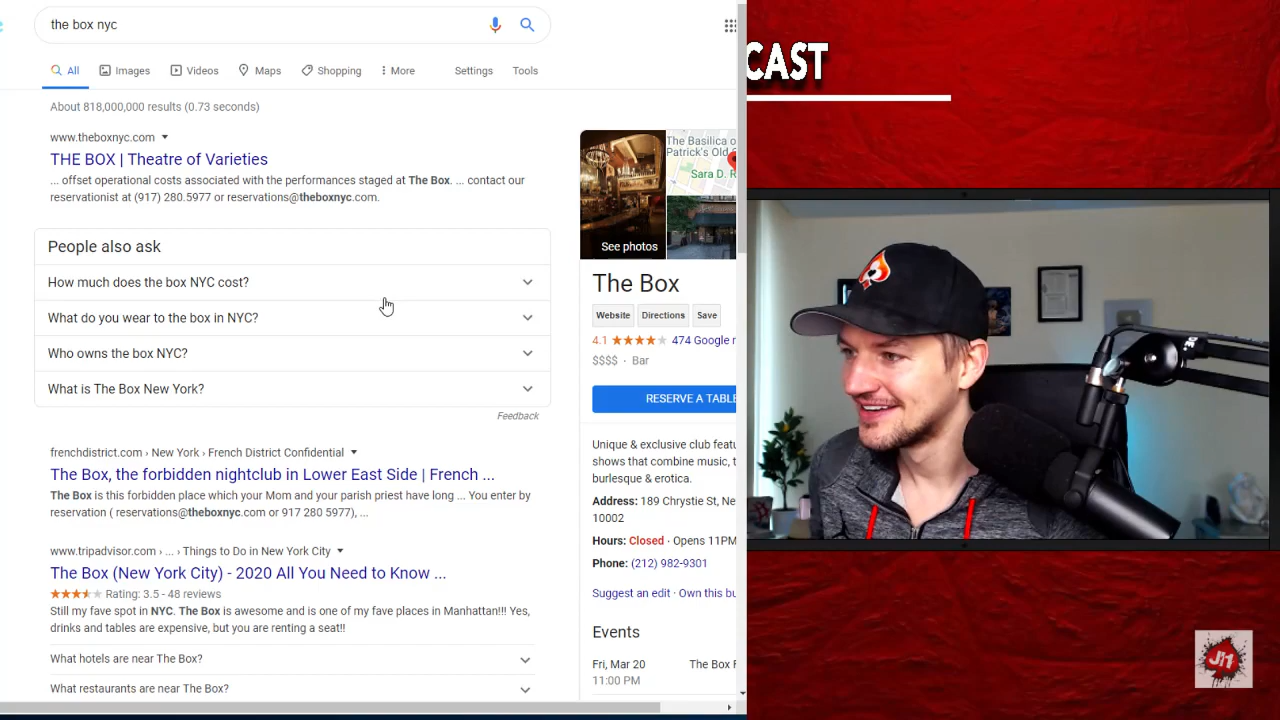 the box nyc
All
Images
Videos
Maps
Shopping
More
Settings
Tools
About 818,000,000 results (0.73 seconds)
www.theboxnyc.com
THE BOX | Theatre of Varieties
... offset operational costs associated with the performances staged at The Box. ... contact our
reservationist at (917) 280.5977 or reservations@theboxnyc.com.
People also ask
How much does the box NYC cost?
What do you wear to the box in NYC?
Who owns the box NYC?
What is The Box New York?
Feedback
frenchdistrict.com › New York › French District Confidential
The Box, the forbidden nightclub in Lower East Side | French ...
The Box is this forbidden place which your Mom and your parish priest have long ... You enter by
reservation ( reservations@theboxnyc.com or 917 280 5977), ...
www.tripadvisor.com › ... › Things to Do in New York City
The Box (New York City) - 2020 All You Need to Know ...
Rating: 3.5 - 48 reviews
Still my fave spot in NYC. The Box is awesome and is one of my fave places in Manhattan!!! Yes,
drinks and tables are expensive, but you are renting a seat!!
What hotels are near The Box?
What restaurants are near The Box?
The Basilica o
Patrick's Old
Sara D. R
See photos
The Box
Website
Directions
Save
4.1
474 Google r
$$$$ · Bar
RESERVE A TABLE
Unique & exclusive club featu
shows that combine music, t
burlesque & erotica.
Address: 189 Chrystie St, Ne
10002
Hours: Closed · Opens 11PM
Phone: (212) 982-9301
Suggest an edit · Own this bu
Events
Fri, Mar 20
The Box
11:00 PM
CAST
J1